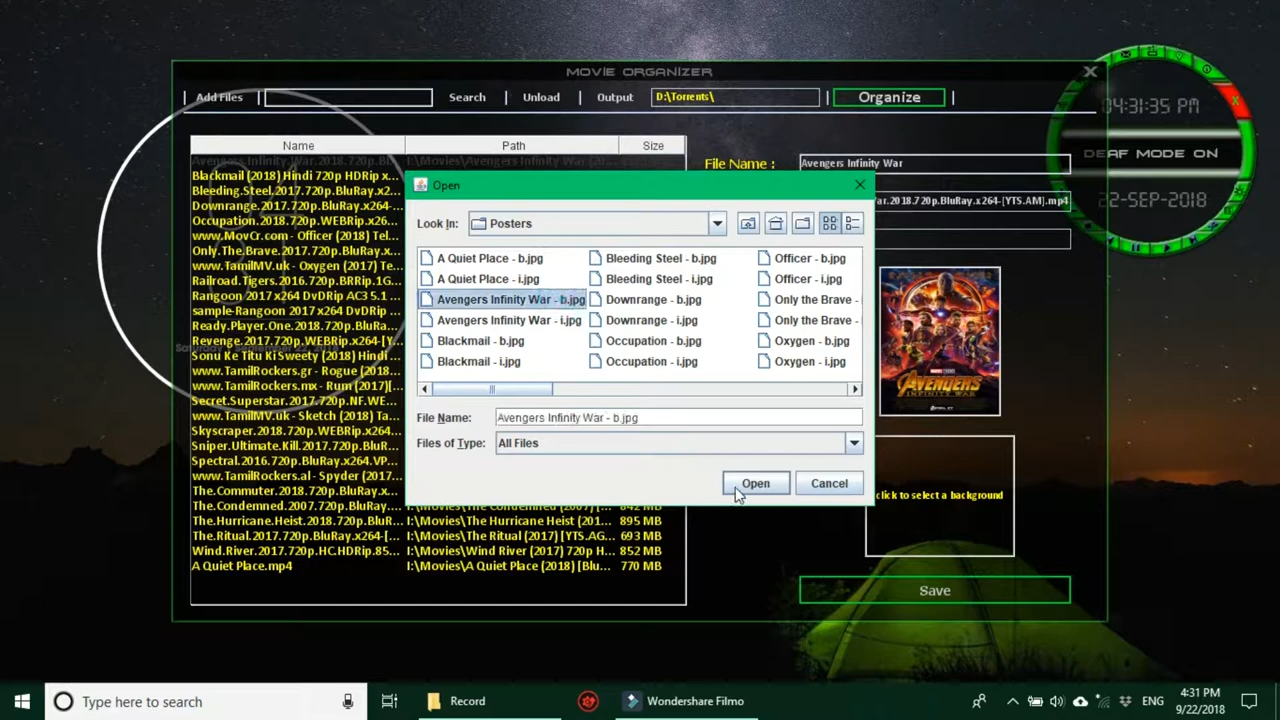 MOVIE ORGANIZER
X
Add Files
Search
Unload
Output
D:\Torrents\
Organize
04:31:35 PM
DEAF MODE ON
22-SEP-2018
Name
Path
Size
Avengers.Infinity.War.2018.720p.Bl...
I:\Movies\Avengers Infinity War (20...
Blackmail (2018) Hindi 720p HDRip x...
Bleeding.Steel.2017.720p.BluRay.x2...
Downrange.2017.720p.BluRay.x264-...
Occupation.2018.720p.WEBRip.x26...
www.MovCr.com - Officer (2018) Tel...
Only.The.Brave.2017.720p.BluRay.x...
www.TamilMV.uk - Oxygen (2017) Te...
Railroad.Tigers.2016.720p.BRRip.1G...
Rangoon 2017 x264 DvDRip AC3 5.1 ...
sample-Rangoon 2017 x264 DvDRip ...
Ready.Player.One.2018.720p.BluRa...
Revenge.2017.720p.WEBRip.x264-[Y...
Sonu Ke Titu Ki Sweety (2018) Hindi ...
www.TamilRockers.gr - Rogue (2018...
www.TamilRockers.mx - Rum (2017)[...
Secret.Superstar.2017.720p.NF.WE...
www.TamilMV.uk - Sketch (2018) Ta...
Skyscraper.2018.720p.WEBRip.x264...
Sniper.Ultimate.Kill.2017.720p.BluR...
Spectral.2016.720p.BluRay.x264.VP...
www.TamilRockers.al - Spyder (2017...
The.Commuter.2018.720p.BluRay.x...
The.Condemned.2007.720p.BluRay....
I:\Movies\The Condemned (2007) [...
842 MB
The.Hurricane.Heist.2018.720p.BluR...
I:\Movies\The Hurricane Heist (201...
895 MB
The.Ritual.2017.720p.BluRay.x264-[...
I:\Movies\The Ritual (2017) [YTS.AG...
693 MB
Wind.River.2017.720p.HC.HDRip.85...
I:\Movies\Wind River (2017) 720p H...
852 MB
A Quiet Place.mp4
I:\Movies\A Quiet Place (2018) [Blu...
770 MB
File Name :
Avengers Infinity War
ar.2018.720p.BluRay.x264-[YTS.AM].mp4
AVENGERS
INFINITY WAR
click to select a background
Save
Open
Look In:
Posters
A Quiet Place - b.jpg
A Quiet Place - i.jpg
Avengers Infinity War - b.jpg
Avengers Infinity War - i.jpg
Blackmail - b.jpg
Blackmail - i.jpg
Bleeding Steel - b.jpg
Bleeding Steel - i.jpg
Downrange - b.jpg
Downrange - i.jpg
Occupation - b.jpg
Occupation - i.jpg
Officer - b.jpg
Officer - i.jpg
Only the Brave -
Only the Brave -
Oxygen - b.jpg
Oxygen - i.jpg
File Name:
Avengers Infinity War - b.jpg
Files of Type:
All Files
Open
Cancel
Type here to search
Record
Wondershare Filmo
ENG
4:31 PM
9/22/2018